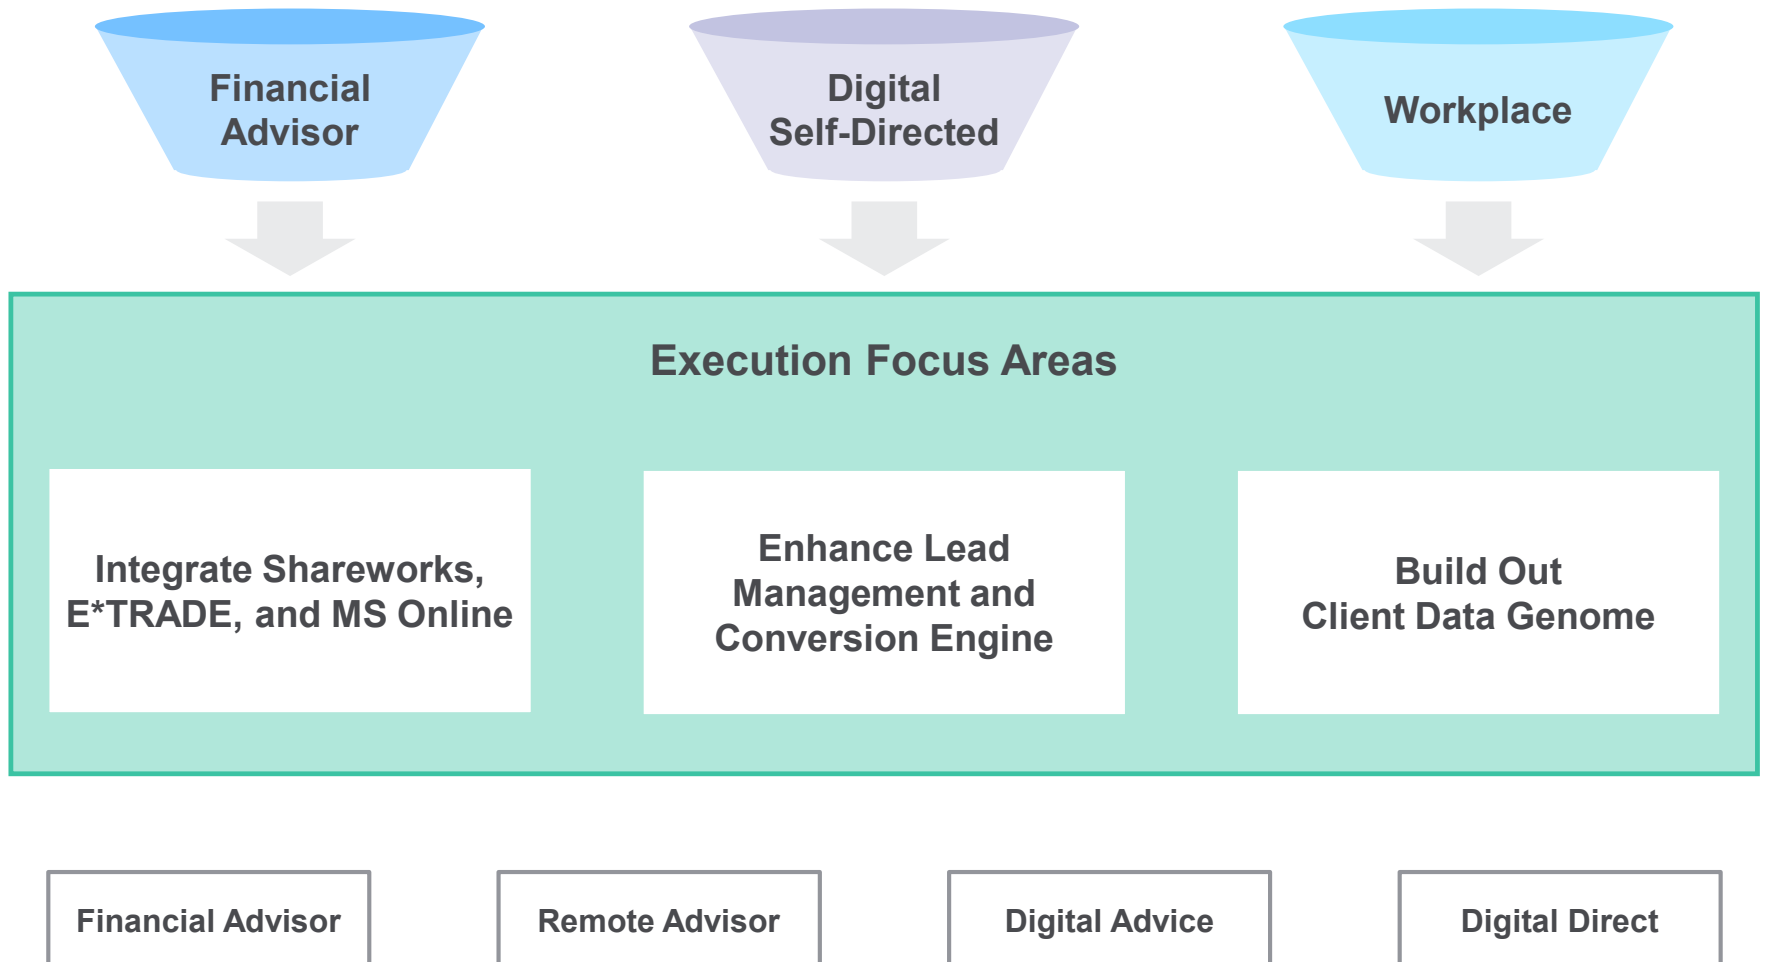 Financial
Advisor
Digital
Self-Directed
Workplace
Execution Focus Areas
Integrate Shareworks,
E*TRADE, and MS Online
Enhance Lead
Management and
Conversion Engine
Build Out
Client Data Genome
Financial Advisor
Remote Advisor
Digital Advice
Digital Direct